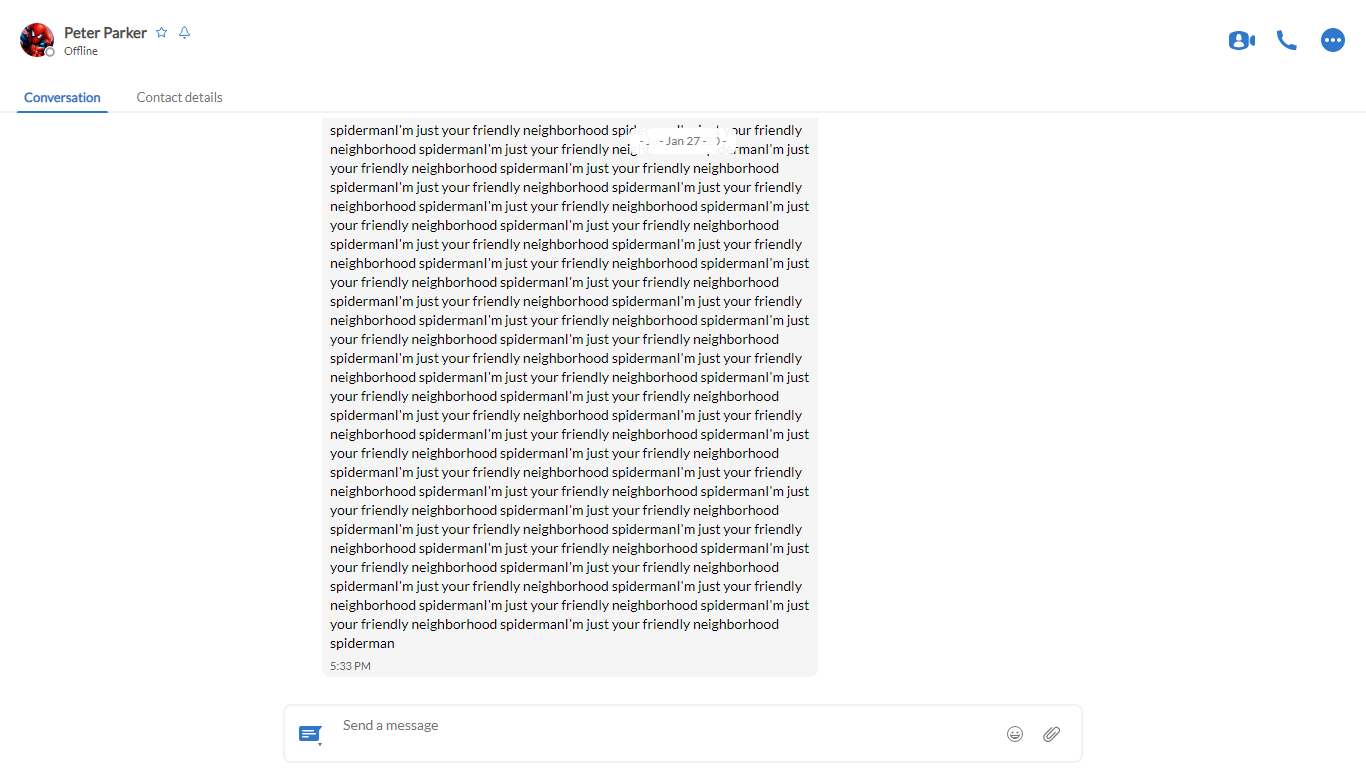 Peter Parker
Offline
Conversation
Contact details
- Jan 27 -
spidermanI'm just your friendly neighborhood your friendly
neighborhood spidermanI'm just your friendly just
your friendly neighborhood spidermanI'm just your friendly neighborhood
spidermanI'm just your friendly neighborhood spidermanI'm just your friendly
neighborhood spidermanI'm just your friendly neighborhood spidermanI'm just
your friendly neighborhood spidermanI'm just your friendly neighborhood
spidermanI'm just your friendly neighborhood spidermanI'm just your friendly
neighborhood spidermanI'm just your friendly neighborhood spidermanI'm just
your friendly neighborhood spidermanI'm just your friendly neighborhood
spidermanI'm just your friendly neighborhood spidermanI'm just your friendly
neighborhood spidermanI'm just your friendly neighborhood spidermanI'm just
your friendly neighborhood spidermanI'm just your friendly neighborhood
spidermanI'm just your friendly neighborhood spidermanI'm just your friendly
neighborhood spidermanI'm just your friendly neighborhood spidermanI'm just
your friendly neighborhood spidermanI'm just your friendly neighborhood
spidermanI'm just your friendly neighborhood spidermanI'm just your friendly
neighborhood spidermanI'm just your friendly neighborhood spidermanI'm just
your friendly neighborhood spidermanI'm just your friendly neighborhood
spidermanI'm just your friendly neighborhood spidermanI'm just your friendly
neighborhood spidermanI'm just your friendly neighborhood spidermanI'm just
your friendly neighborhood spidermanI'm just your friendly neighborhood
spidermanI'm just your friendly neighborhood spidermanI'm just your friendly
neighborhood spidermanI'm just your friendly neighborhood spidermanI'm just
your friendly neighborhood spidermanI'm just your friendly neighborhood
spidermanI'm just your friendly neighborhood spidermanI'm just your friendly
neighborhood spidermanI'm just your friendly neighborhood spidermanI'm just
your friendly neighborhood spidermanI'm just your friendly neighborhood
spiderman
5:33 PM
Send a message